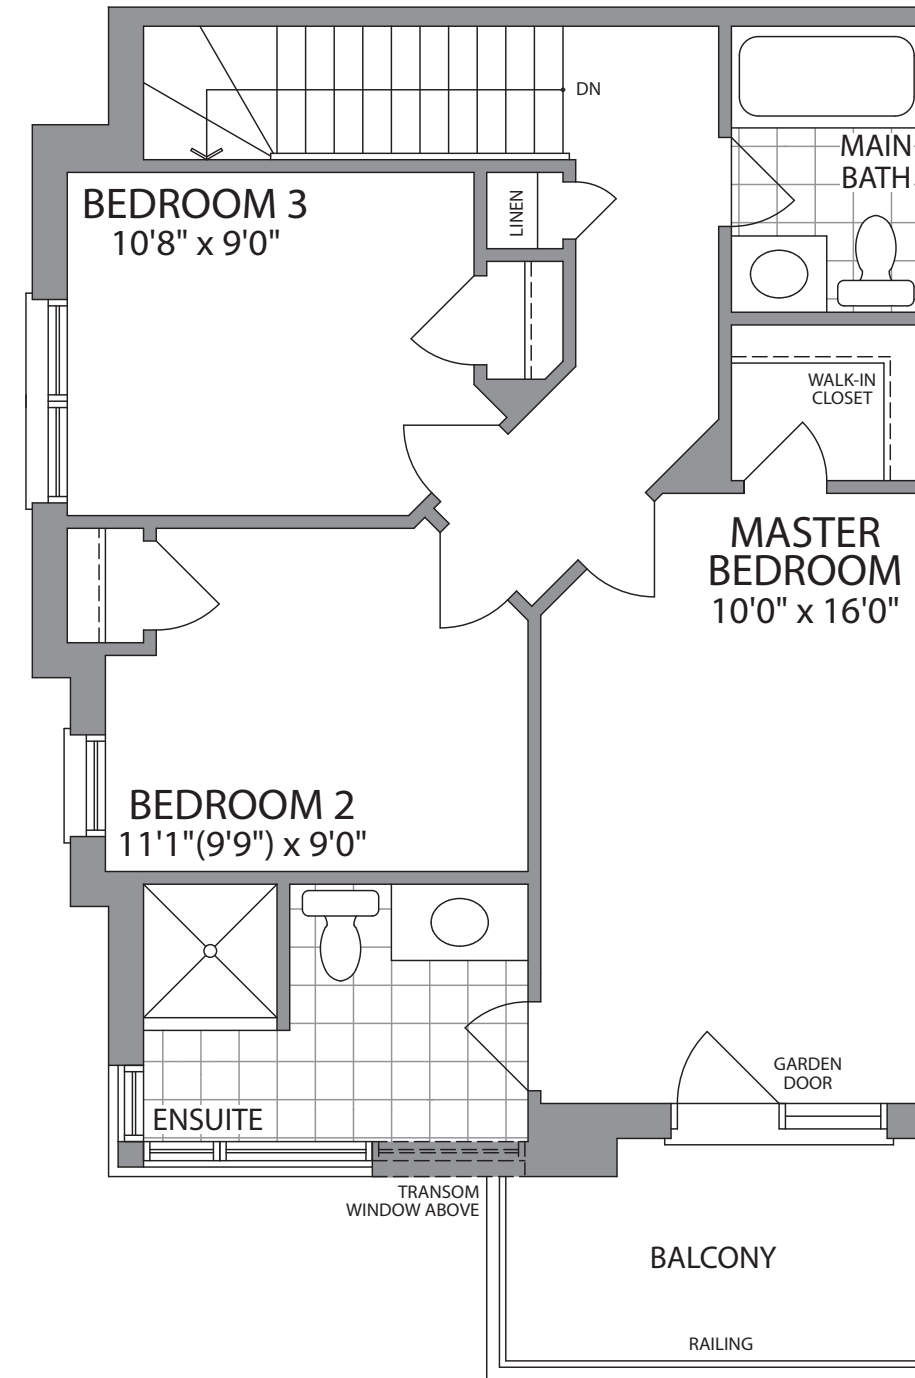 DN
MAIN
BATH
BEDROOM 3
10'8" x 9'0"
LINEN
WALK-IN
CLOSET
MASTER
BEDROOM
10'0" x 16'0"
BEDROOM 2
11'1"(9'9") x 9'0"
GARDEN
DOOR
ENSUITE
TRANSOM
WINDOW ABOVE
BALCONY
RAILING